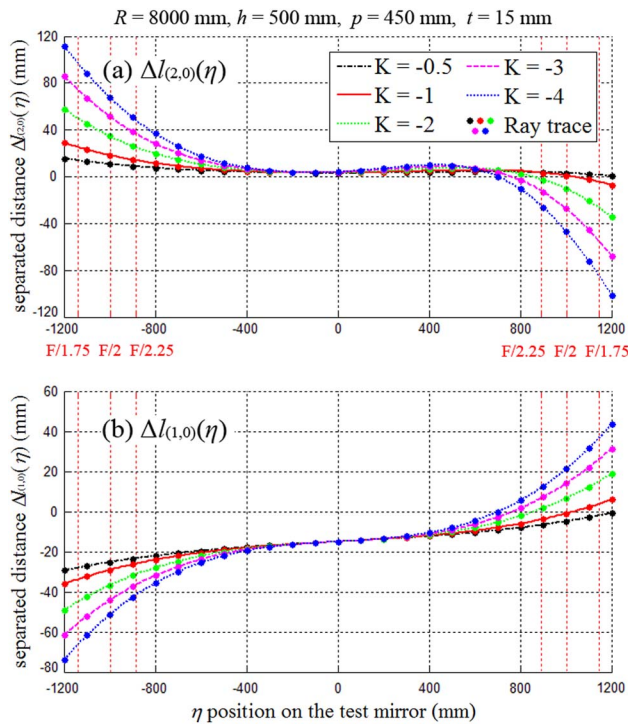 R = 8000 mm, h = 500 mm, p = 450 mm, t = 15 mm
separated distance Δl(2,0)(η) (mm)
120
80
40
0
-40
-80
-120
(a) Δl(2,0)(η)
K = -0.5
K = -1
K = -2
K = -3
K = -4
Ray trace
-1200 -800 -400 0 400 800 1200
F/1.75 F/2 F/2.25 F/2.25 F/2 F/1.75
separated distance Δl(1,0)(η) (mm)
60
40
20
0
-20
-40
-60
80
(b) Δl(1,0)(η)
-1200 -800 -400 0 400 800 1200
η position on the test mirror (mm)